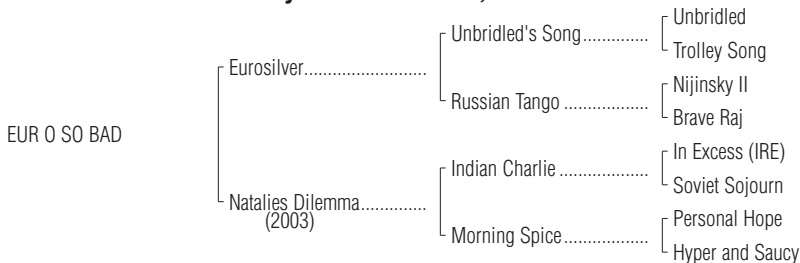 Unbridled
Unbridled's Song...............
Trolley Song
Eurosilver..........................
Nijinsky II
Russian Tango ...................
Brave Raj
EUR O SO BAD
In Excess (IRE)
Indian Charlie ....................
Soviet Sojourn
Natalies Dilemma..............
(2003)
Personal Hope
Morning Spice...................
Hyper and Saucy